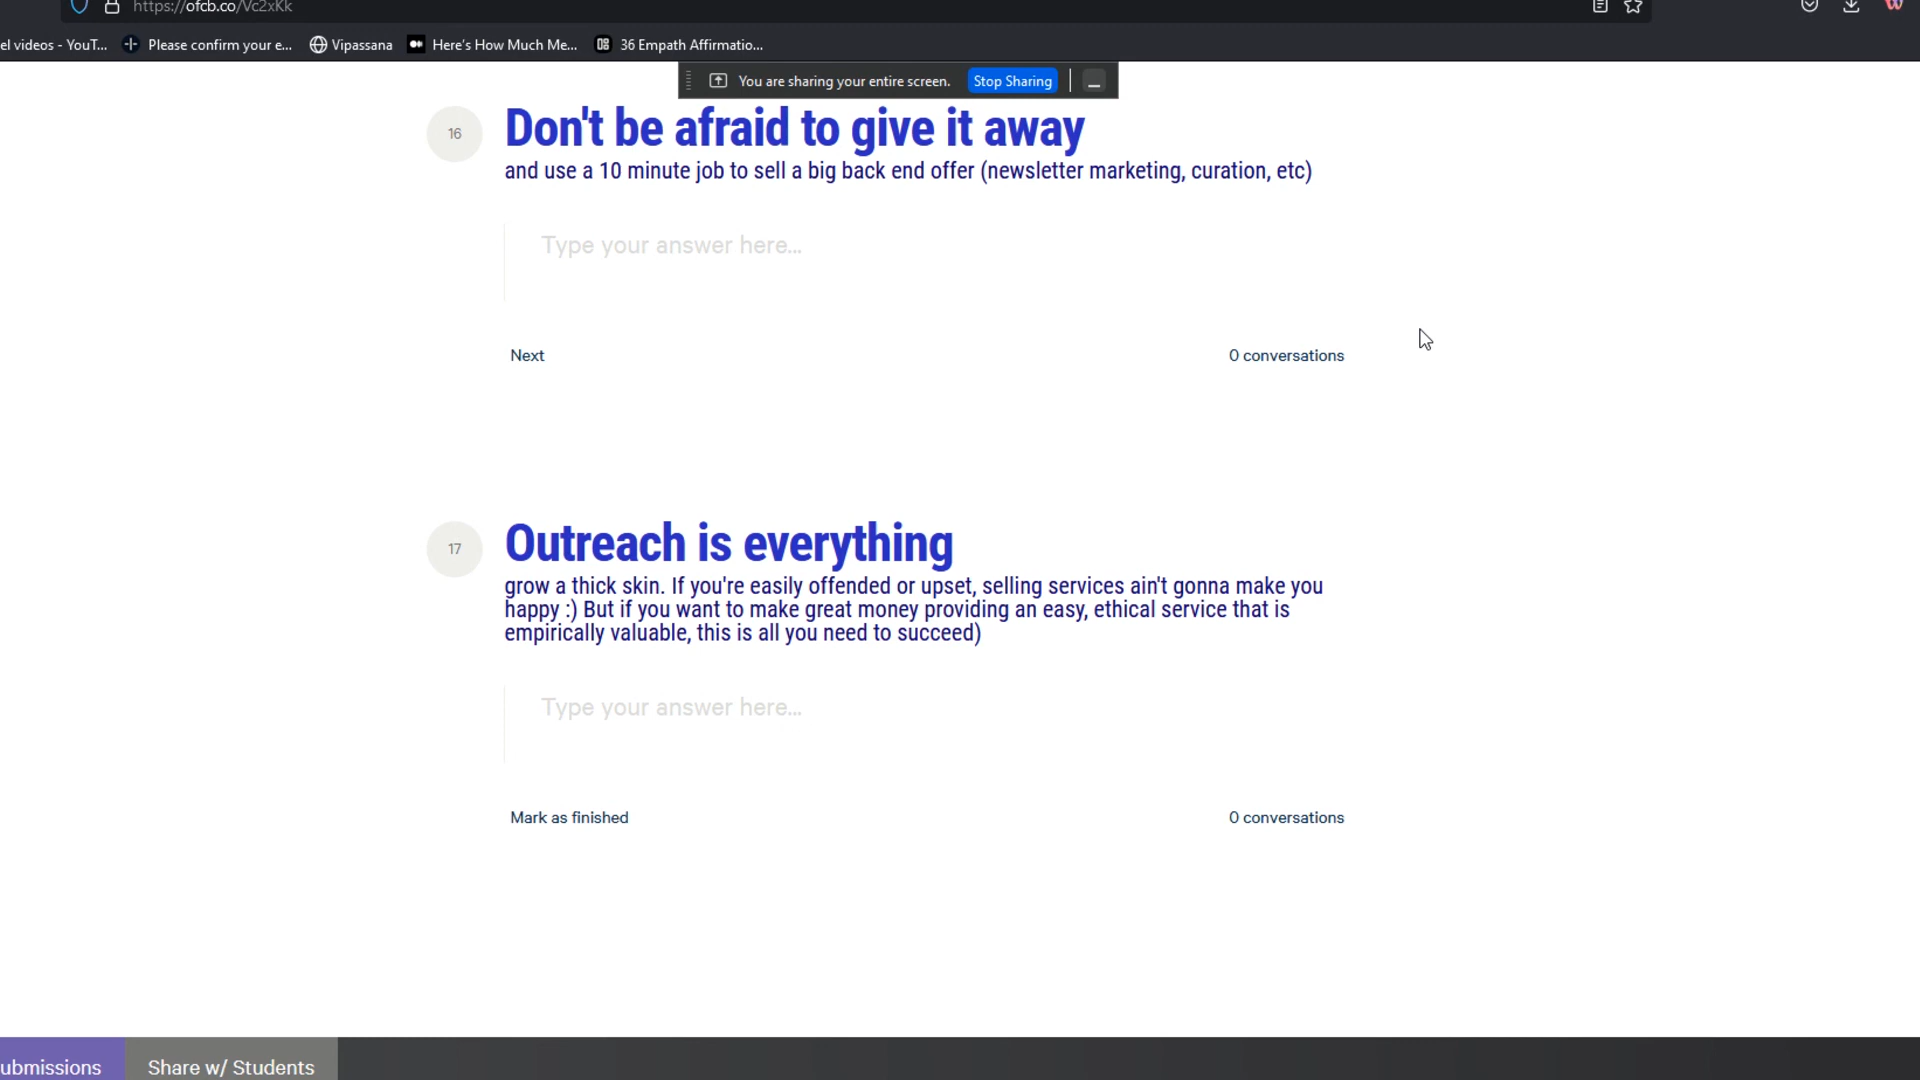 https://ofcb.co/Vc2xKk
el videos - YouT...
Please confirm your e...
Vipassana
Here's How Much Me...
36 Empath Affirmatio...
You are sharing your entire screen.
Stop Sharing
16
Don't be afraid to give it away
and use a 10 minute job to sell a big back end offer (newsletter marketing, curation, etc)
Type your answer here...
Next
0 conversations
17
Outreach is everything
grow a thick skin. If you're easily offended or upset, selling services ain't gonna make you
happy :) But if you want to make great money providing an easy, ethical service that is
empirically valuable, this is all you need to succeed)
Type your answer here...
Mark as finished
0 conversations
ubmissions
Share w/ Students